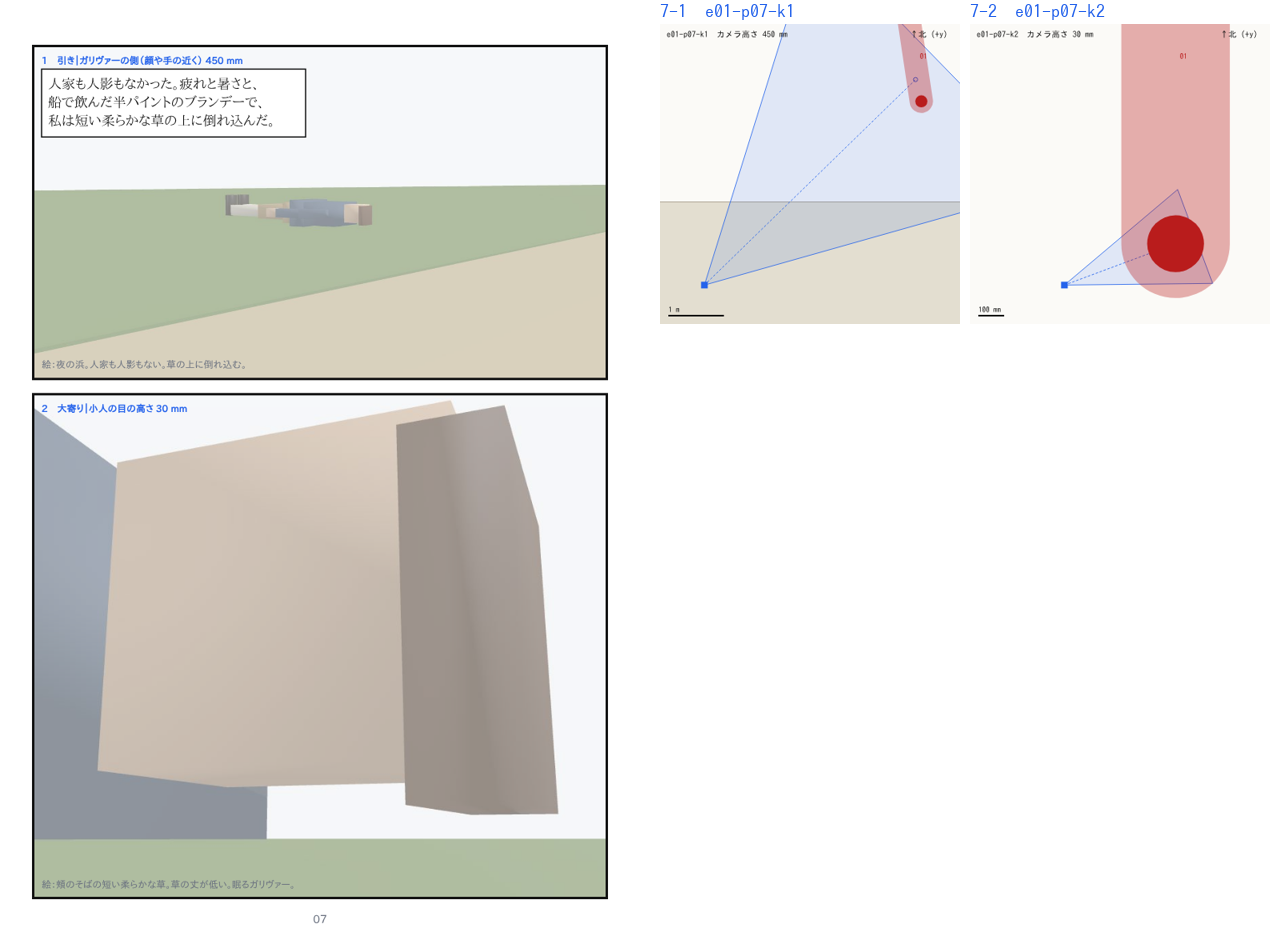 1 引き|ガリヴァーの側(顔や手の近く) 450 mm
人家も人影もなかった。疲れと暑さと、
船で飲んだ半パイントのブランデーで、
私は短い柔らかな草の上に倒れ込んだ。
絵:夜の浜。人家も人影もない。草の上に倒れ込む。
2 大寄り|小人の目の高さ 30 mm
絵:頬のそばの短い柔らかな草。草の丈が低い。眠るガリヴァー。
07
7-1 e01-p07-k1
e01-p07-k1 カメラ高さ 450 mm
↑北 (+y)
01
1 m
7-2 e01-p07-k2
e01-p07-k2 カメラ高さ 30 mm
↑北 (+y)
01
100 mm